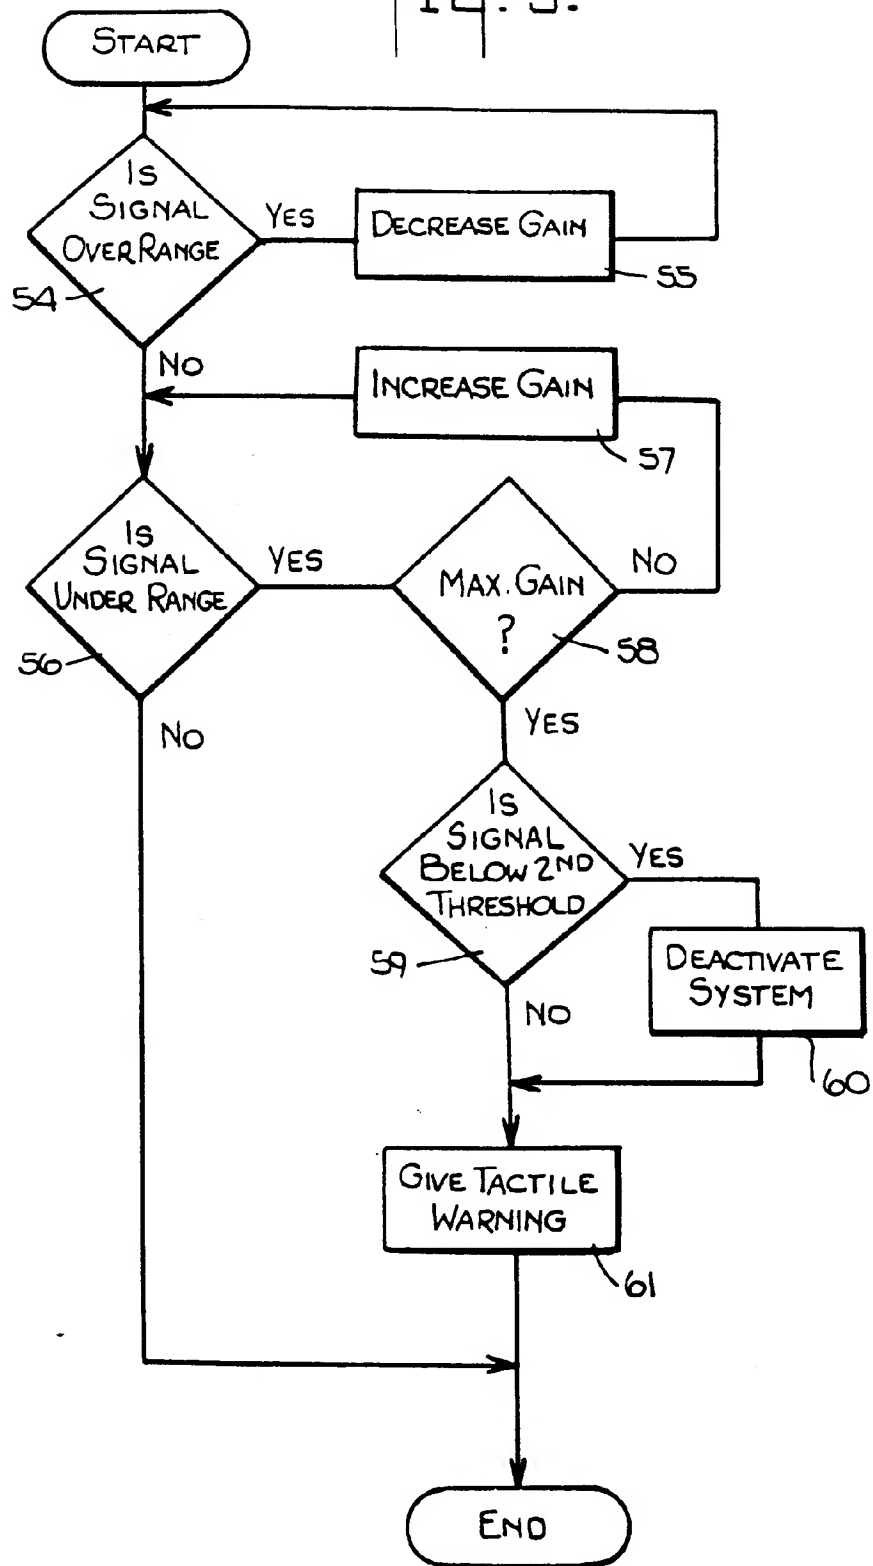 START
IS
SIGNAL
OVER RANGE
YES
DECREASE GAIN
54
55
NO
INCREASE GAIN
57
IS
SIGNAL
UNDER RANGE
YES
MAX. GAIN
?
NO
56
58
NO
YES
IS
SIGNAL
BELOW 2ND
THRESHOLD
YES
59
DEACTIVATE
SYSTEM
NO
60
GIVE TACTILE
WARNING
61
END